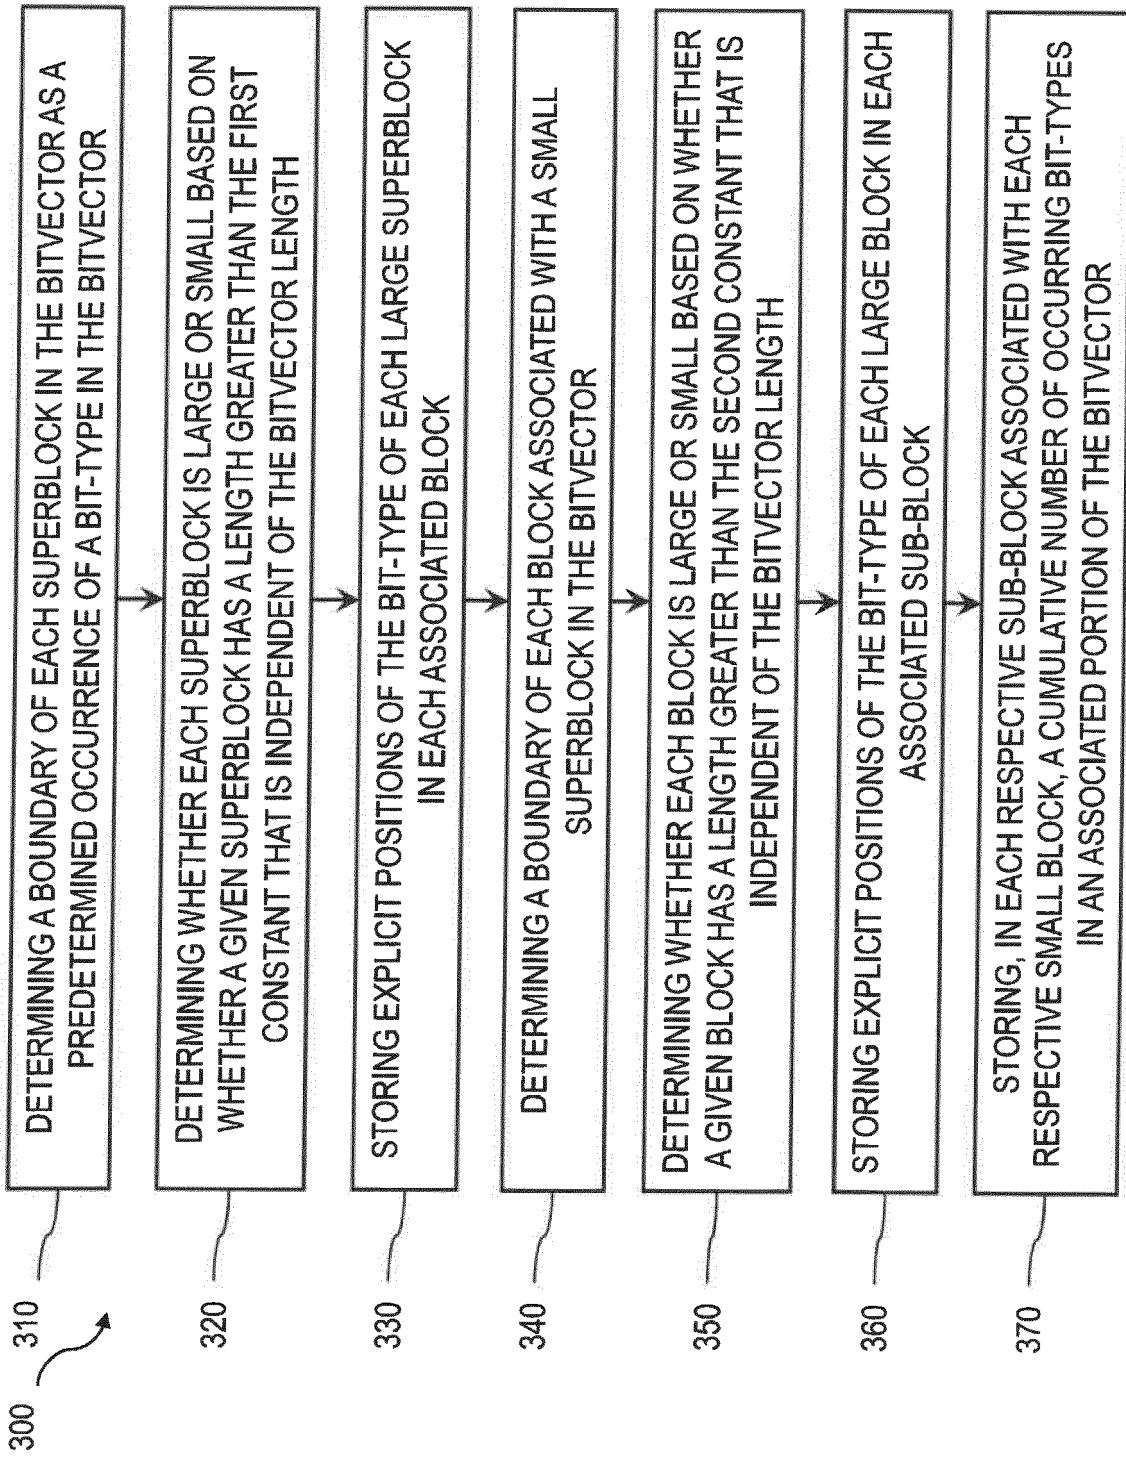 300
310
DETERMINING A BOUNDARY OF EACH SUPERBLOCK IN THE BITVECTOR AS A
PREDETERMINED OCCURRENCE OF A BIT-TYPE IN THE BITVECTOR
320
DETERMINING WHETHER EACH SUPERBLOCK IS LARGE OR SMALL BASED ON
WHETHER A GIVEN SUPERBLOCK HAS A LENGTH GREATER THAN THE FIRST
CONSTANT THAT IS INDEPENDENT OF THE BITVECTOR LENGTH
330
STORING EXPLICIT POSITIONS OF THE BIT-TYPE OF EACH LARGE SUPERBLOCK
IN EACH ASSOCIATED BLOCK
340
DETERMINING A BOUNDARY OF EACH BLOCK ASSOCIATED WITH A SMALL
SUPERBLOCK IN THE BITVECTOR
350
DETERMINING WHETHER EACH BLOCK IS LARGE OR SMALL BASED ON WHETHER
A GIVEN BLOCK HAS A LENGTH GREATER THAN THE SECOND CONSTANT THAT IS
INDEPENDENT OF THE BITVECTOR LENGTH
360
STORING EXPLICIT POSITIONS OF THE BIT-TYPE OF EACH LARGE BLOCK IN EACH
ASSOCIATED SUB-BLOCK
370
STORING, IN EACH RESPECTIVE SUB-BLOCK ASSOCIATED WITH EACH
RESPECTIVE SMALL BLOCK, A CUMULATIVE NUMBER OF OCCURRING BIT-TYPES
IN AN ASSOCIATED PORTION OF THE BITVECTOR